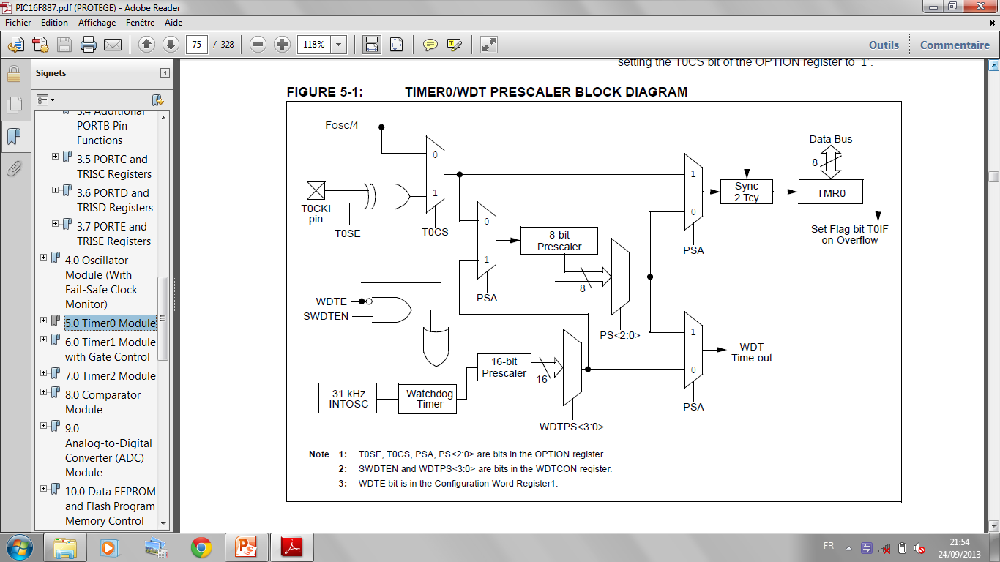 PIC16F887.pdf (PROTEGE) - Adobe Reader
Fichier Edition Affichage Fenêtre Aide
75 / 328 118% Outils Commentaire
Signets
3.4 Additional
PORTB Pin
Functions
3.5 PORTC and
TRISC Registers
3.6 PORTD and
TRISD Registers
3.7 PORTE and
TRISE Registers
4.0 Oscillator
Module (With
Fail-Safe Clock
Monitor)
5.0 Timer0 Module
6.0 Timer1 Module
with Gate Control
7.0 Timer2 Module
8.0 Comparator
Module
9.0
Analog-to-Digital
Converter (ADC)
Module
10.0 Data EEPROM
and Flash Program
Memory Control
setting the T0CS bit of the OPTION register to '1'.
FIGURE 5-1: TIMER0/WDT PRESCALER BLOCK DIAGRAM
Fosc/4
0
1
T0CKI
pin
T0SE
T0CS
0
1
PSA
8-bit
Prescaler
8
PS<2:0>
1
0
PSA
Sync
2 Tcy
Data Bus
8
TMR0
Set Flag bit T0IF
on Overflow
WDTE
SWDTEN
31 kHz
INTOSC
Watchdog
Timer
16-bit
Prescaler
16
WDTPS<3:0>
1
0
PSA
WDT
Time-out
Note 1: T0SE, T0CS, PSA, PS<2:0> are bits in the OPTION register.
2: SWDTEN and WDTPS<3:0> are bits in the WDTCON register.
3: WDTE bit is in the Configuration Word Register1.
FR
21:54
24/09/2013